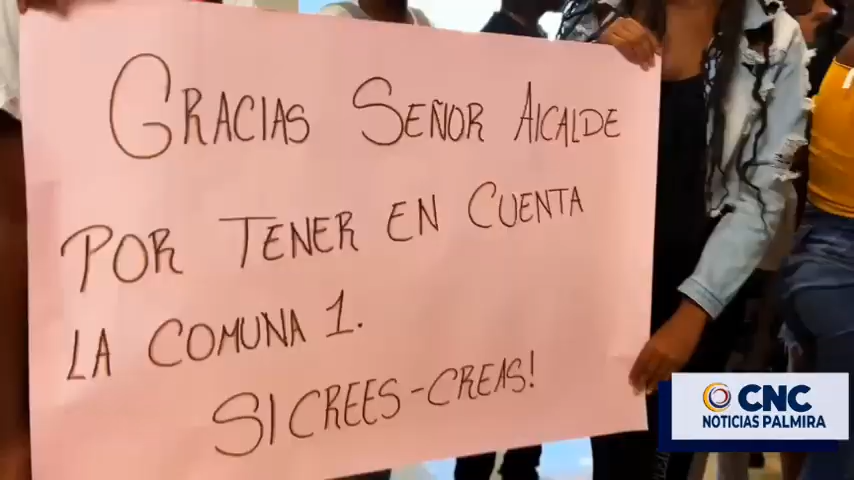 GRACIAS SEÑOR AlCALDE
POR TENER EN CUENTA
LA COMUNA 1.
SI CREES-CREAS!
CNC
NOTICIAS PALMIRA